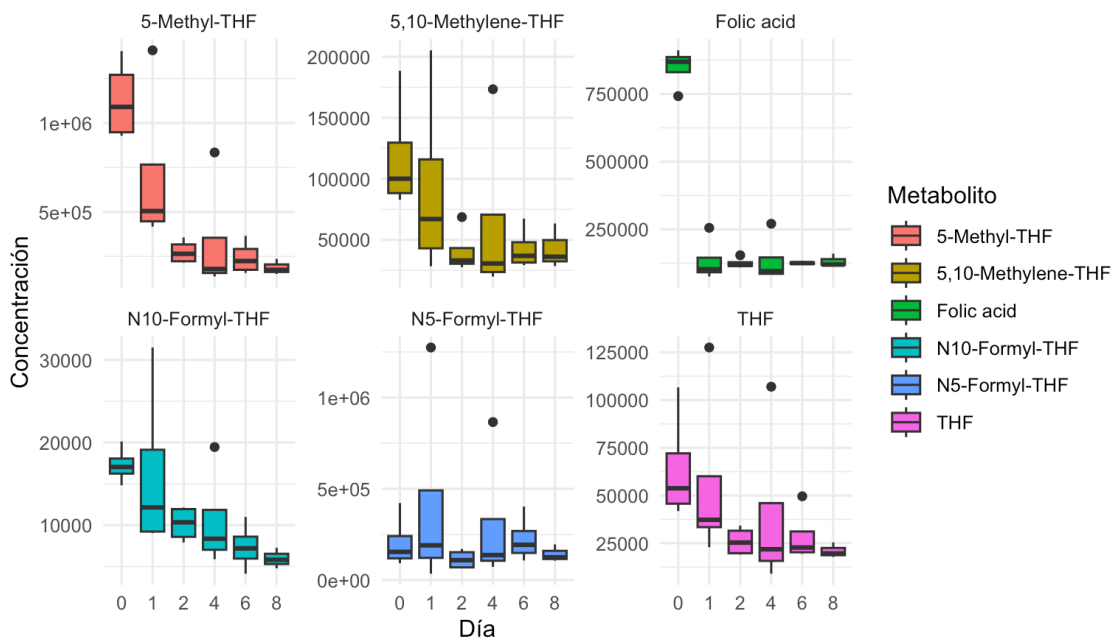 5-Methyl-THF
5,10-Methylene-THF
Folic acid
1e+06
5e+05
200000
150000
100000
50000
750000
500000
250000
N10-Formyl-THF
N5-Formyl-THF
THF
30000
20000
10000
1e+06
5e+05
0e+00
125000
100000
75000
50000
25000
0 1 2 4 6 8
0 1 2 4 6 8
0 1 2 4 6 8
Día
Concentración
Metabolito
5-Methyl-THF
5,10-Methylene-THF
Folic acid
N10-Formyl-THF
N5-Formyl-THF
THF